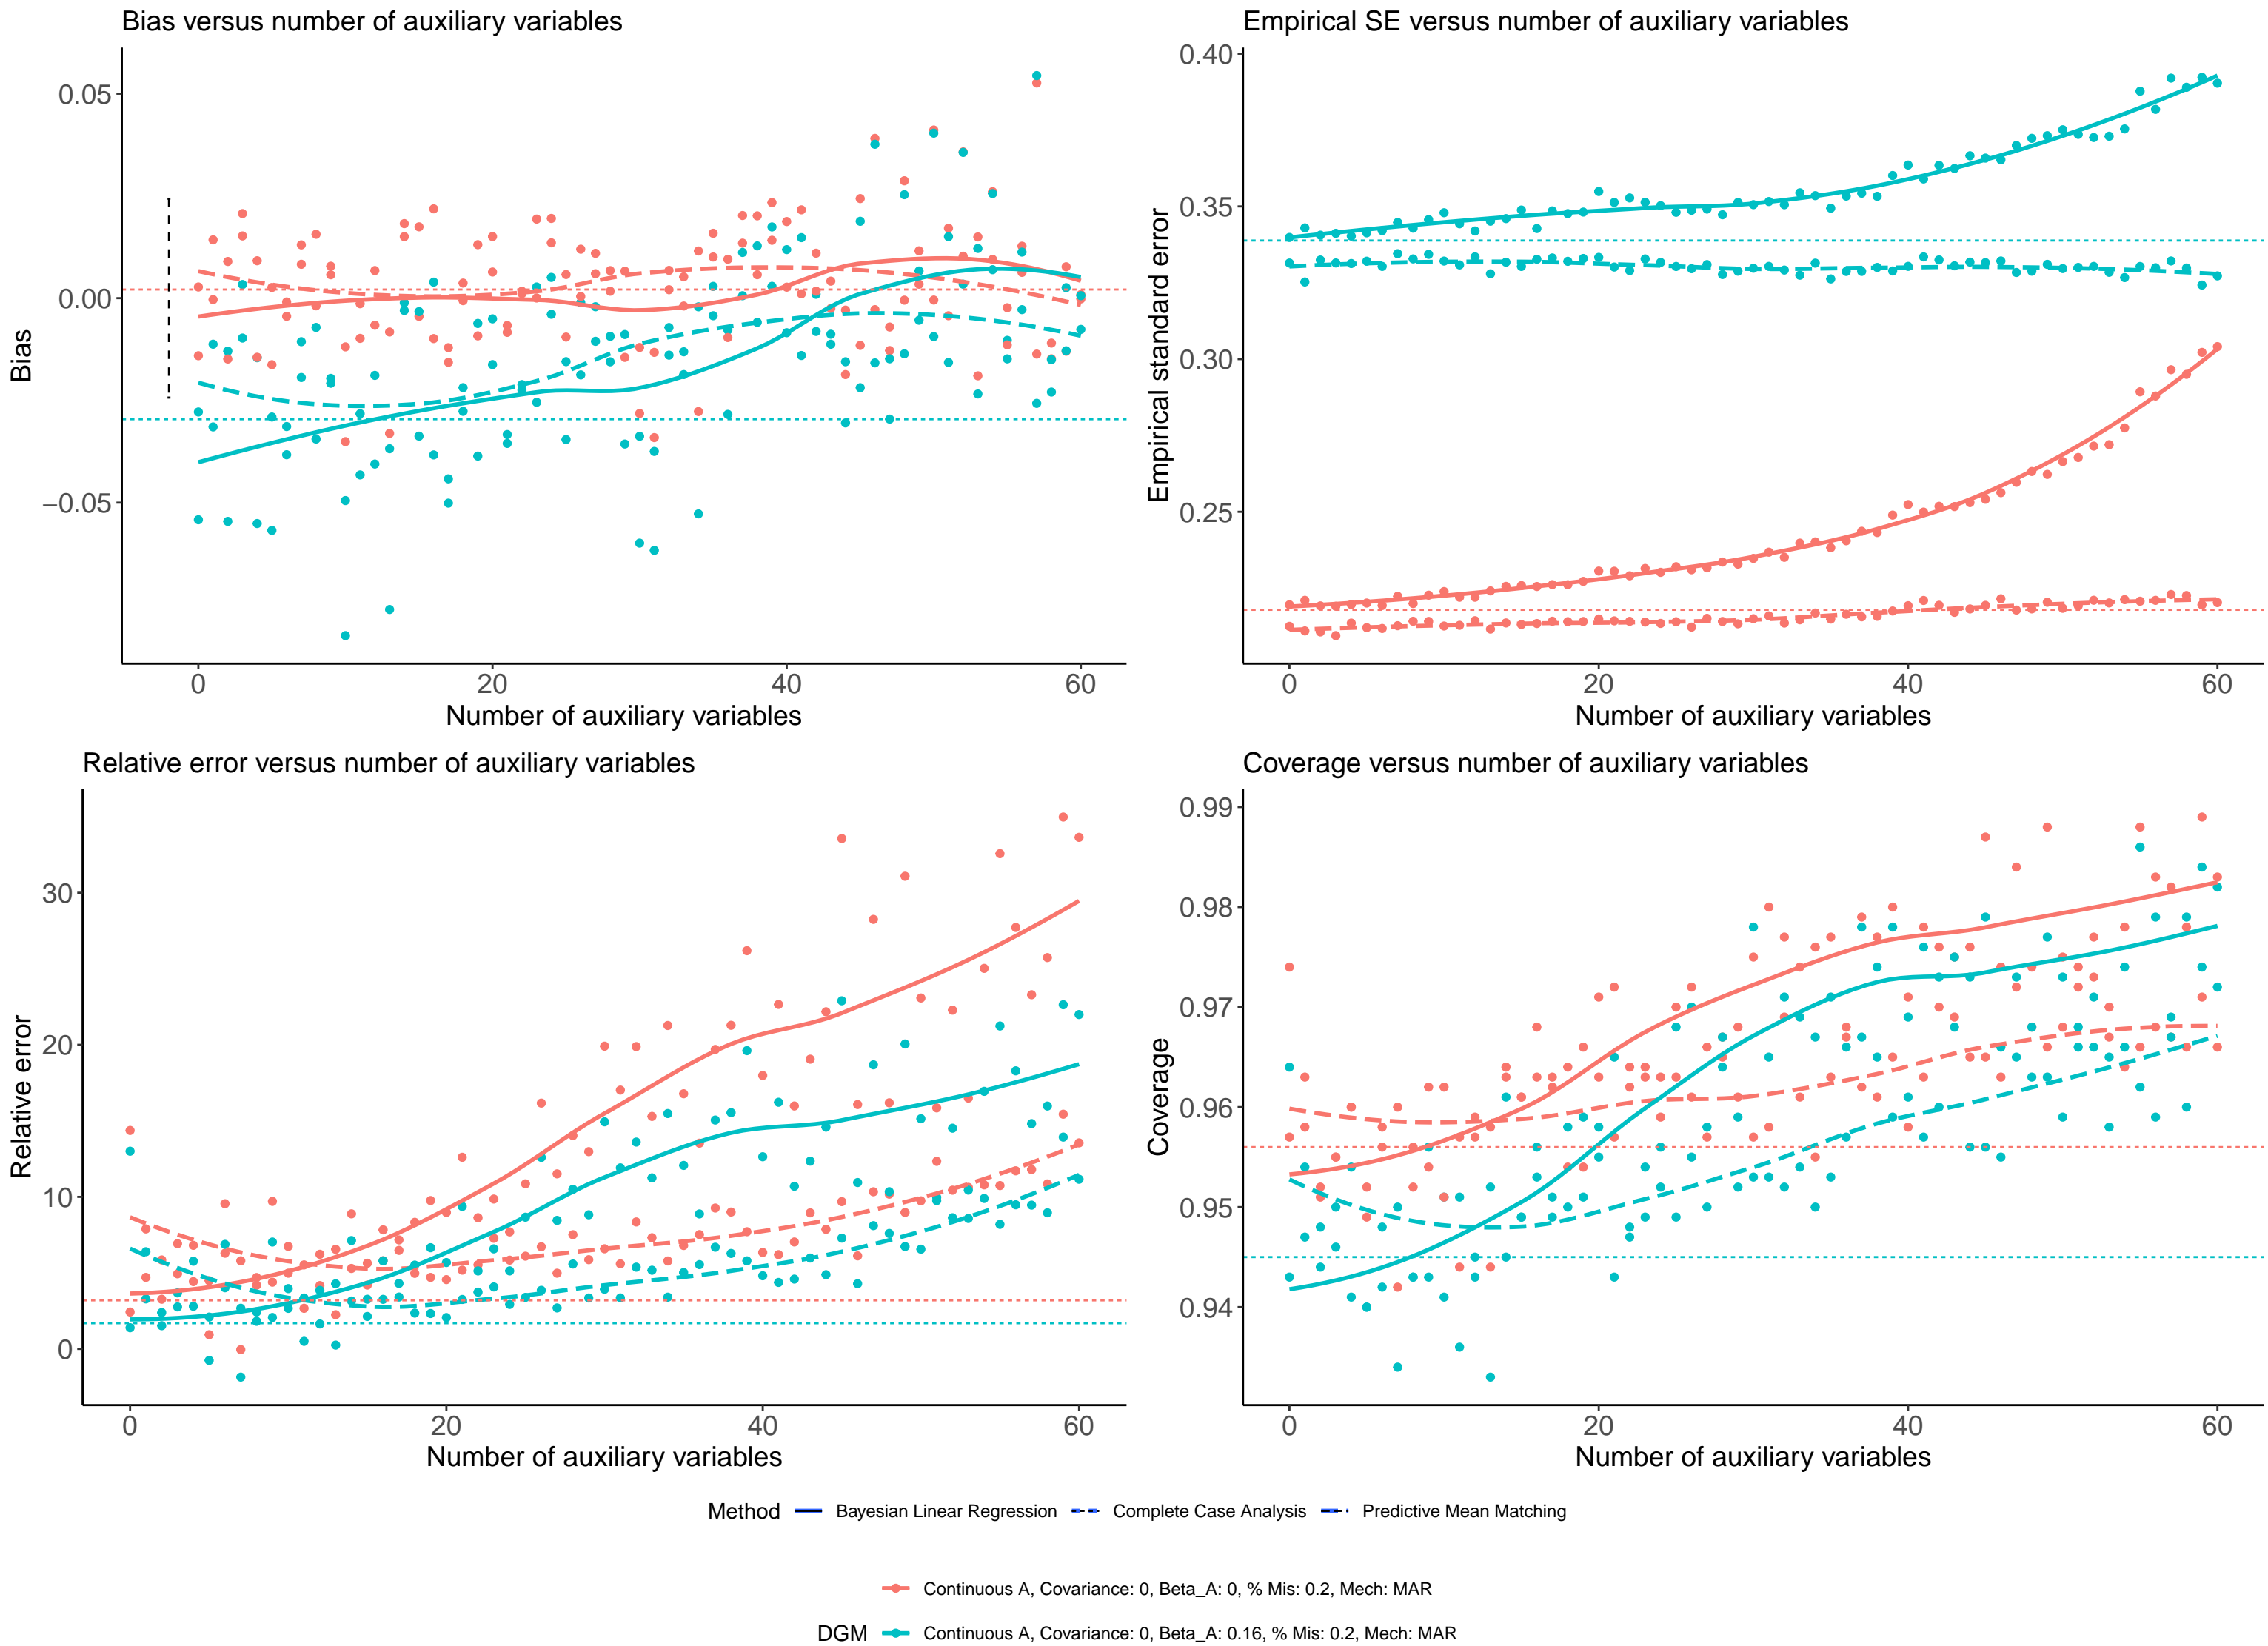 Bias versus number of auxiliary variables
0.05
0.00
−0.05
Bias
0 20 40 60
Number of auxiliary variables
Empirical SE versus number of auxiliary variables
0.40
0.35
0.30
0.25
Empirical standard error
0 20 40 60
Number of auxiliary variables
Relative error versus number of auxiliary variables
30
20
10
0
Relative error
0 20 40 60
Number of auxiliary variables
Coverage versus number of auxiliary variables
0.99
0.98
0.97
0.96
0.95
0.94
Coverage
0 20 40 60
Number of auxiliary variables
Method Bayesian Linear Regression Complete Case Analysis Predictive Mean Matching
Continuous A, Covariance: 0, Beta_A: 0, % Mis: 0.2, Mech: MAR
DGM Continuous A, Covariance: 0, Beta_A: 0.16, % Mis: 0.2, Mech: MAR